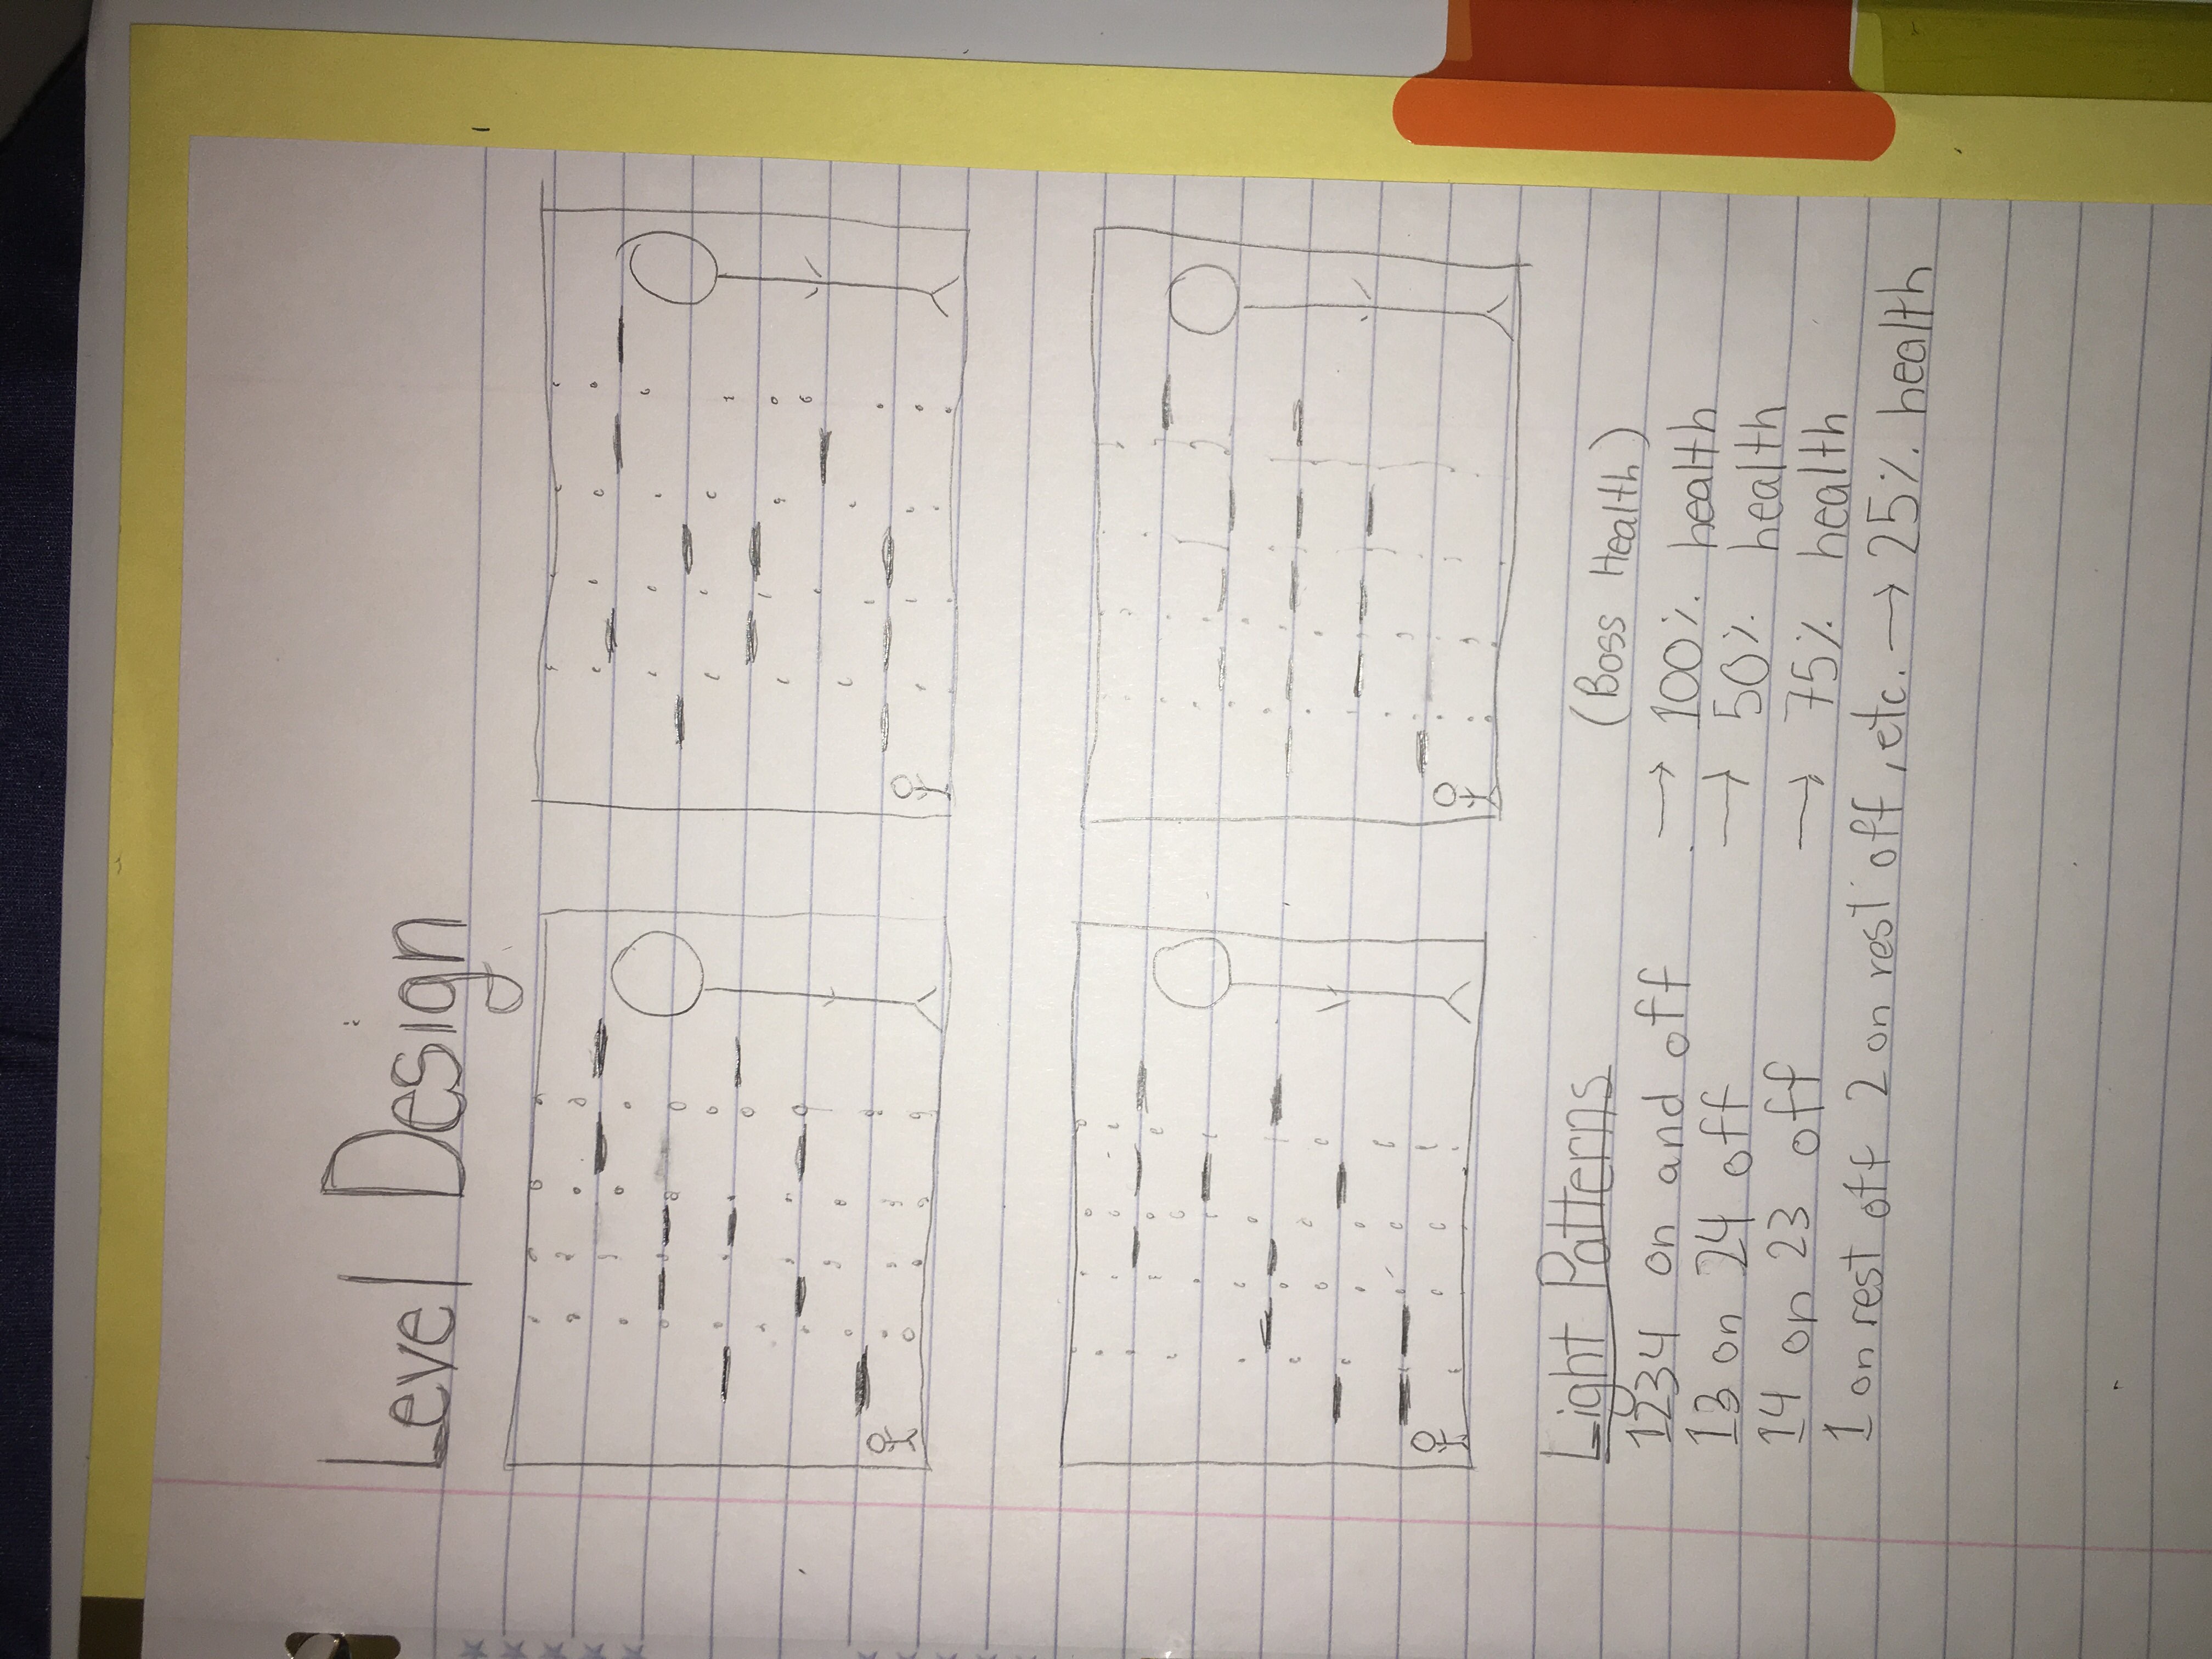 Level Design
Light Patterns (Boss Health)
1234 on and off → 100% health
13 on 24 off → 50% health
14 on 23 off → 75% health
1 on rest off 2 on rest off, etc. → 25% health